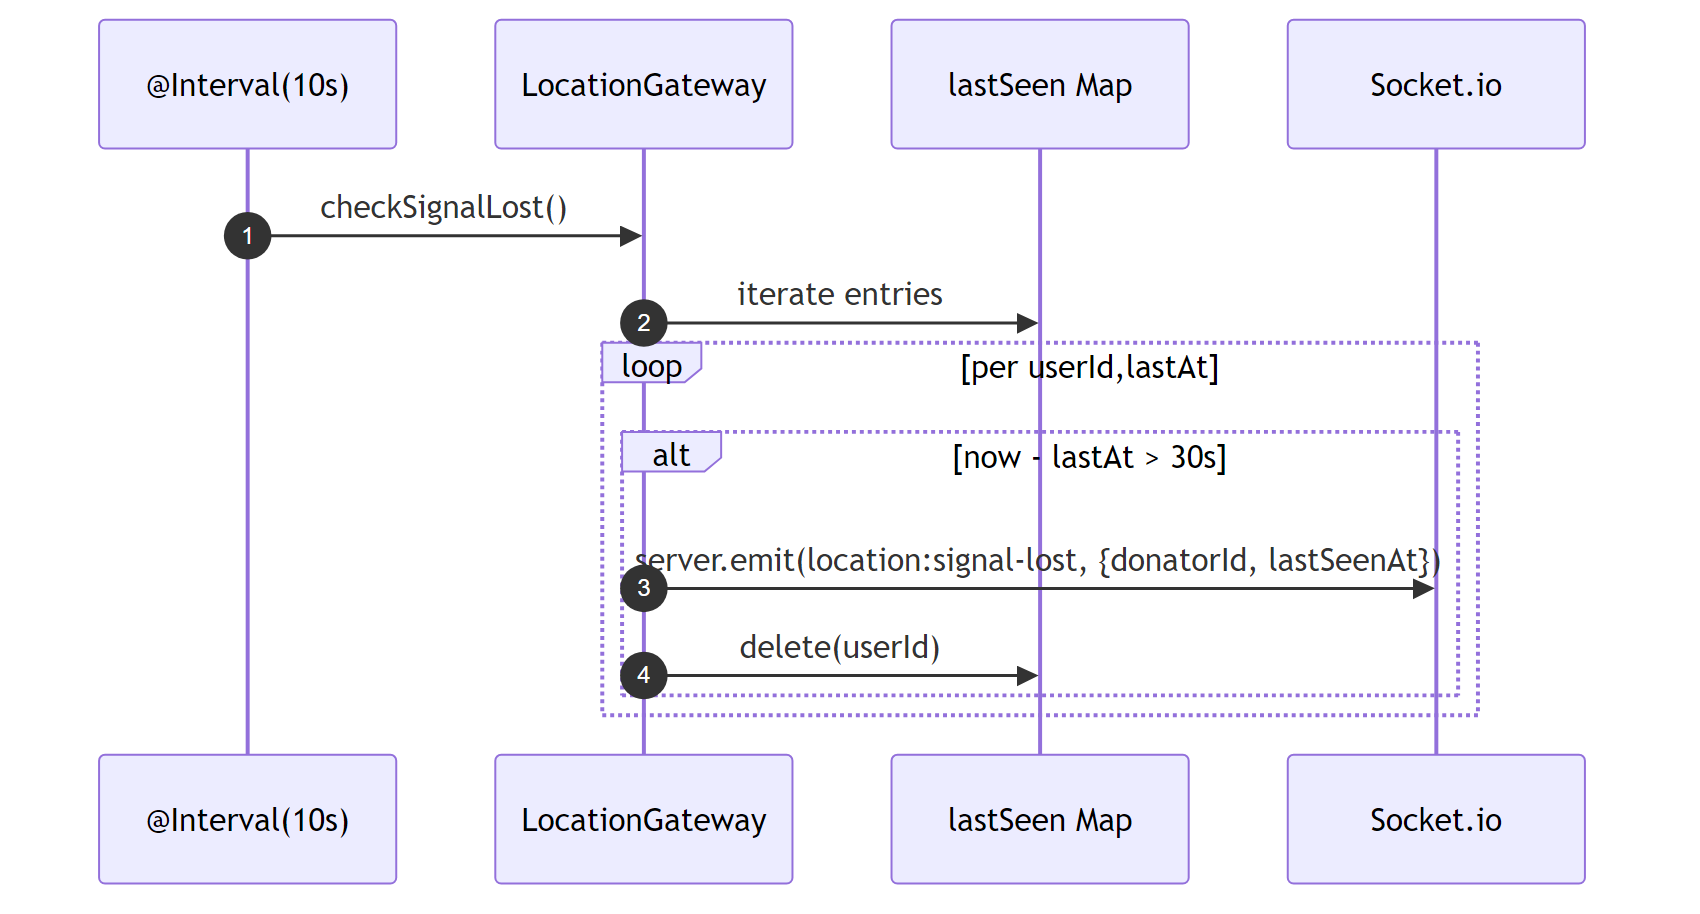 @Interval(10s)
LocationGateway
lastSeen Map
Socket.io
checkSignalLost()
1
iterate entries
2
loop
[per userId,lastAt]
alt
[now - lastAt > 30s]
server.emit(location:signal-lost, {donatorId, lastSeenAt})
3
delete(userId)
4
@Interval(10s)
LocationGateway
lastSeen Map
Socket.io